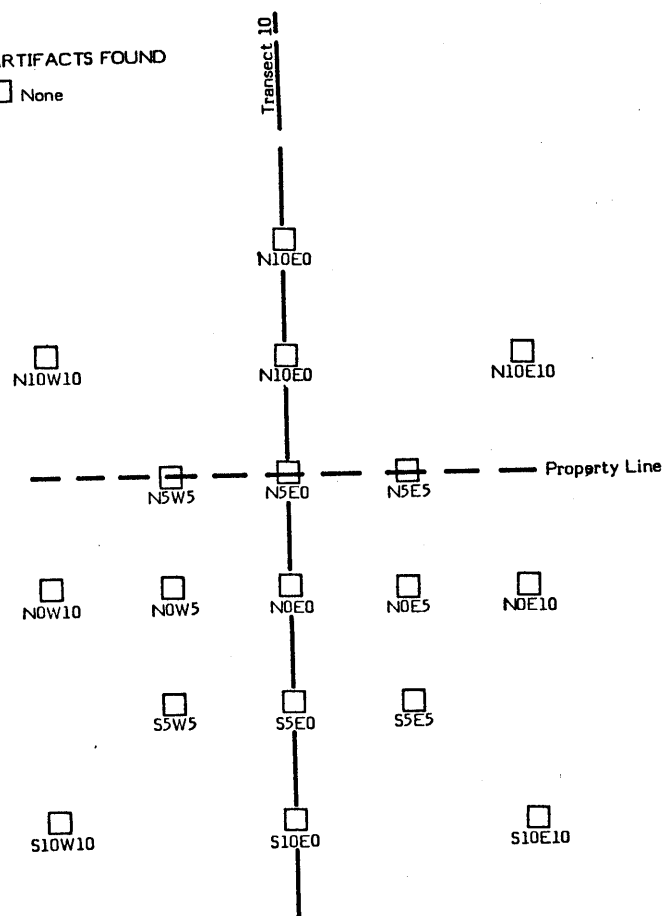 Transect 10
RTIFACTS FOUND
None
N10E0
N10W10
N10E0
N10E10
N5W5
N5E0
N5E5
Property Line
N0W10
N0W5
N0E0
N0E5
N0E10
S5W5
S5E0
S5E5
S10W10
S10E0
S10E10